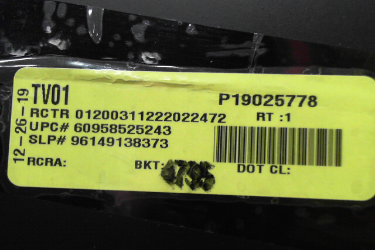 12-26-19
TV01 P19025778
RCTR 01200311222022472 RT :1
UPC# 60958525243
SLP# 96149138373
RCRA: BKT: DOT CL: